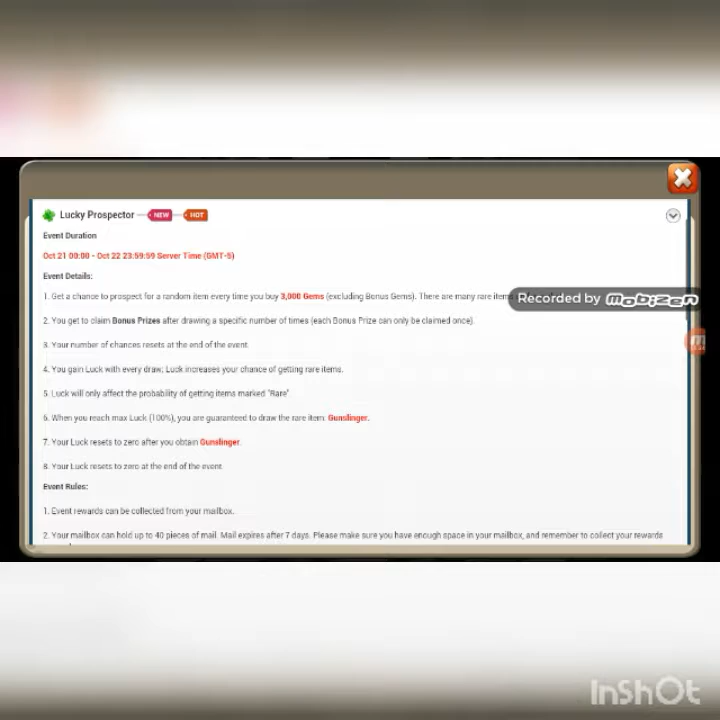 Lucky Prospector NEW HOT
Event Duration
Oct 21 00:00 - Oct 22 23:59:59 Server Time (GMT-5)
Event Details:
1. Get a chance to prospect for a random item every time you buy 3,000 Gems (excluding Bonus Gems). There are many rare items
Recorded by Mobizen
2. You get to claim Bonus Prizes after drawing a specific number of times (each Bonus Prize can only be claimed once)
3. Your number of chances resets at the end of the event.
4. You gain Luck with every draw; Luck increases your chance of getting rare items.
5. Luck will only affect the probability of getting items marked "Rare"
6. When you reach max Luck (100%), you are guaranteed to draw the rare item: Gunslinger.
7. Your Luck resets to zero after you obtain Gunslinger.
8. Your Luck resets to zero at the end of the event
Event Rules:
1. Event rewards can be collected from your mailbox.
2. Your mailbox can hold up to 40 pieces of mail. Mail expires after 7 days. Please make sure you have enough space in your mailbox, and remember to collect your rewards
InShOt